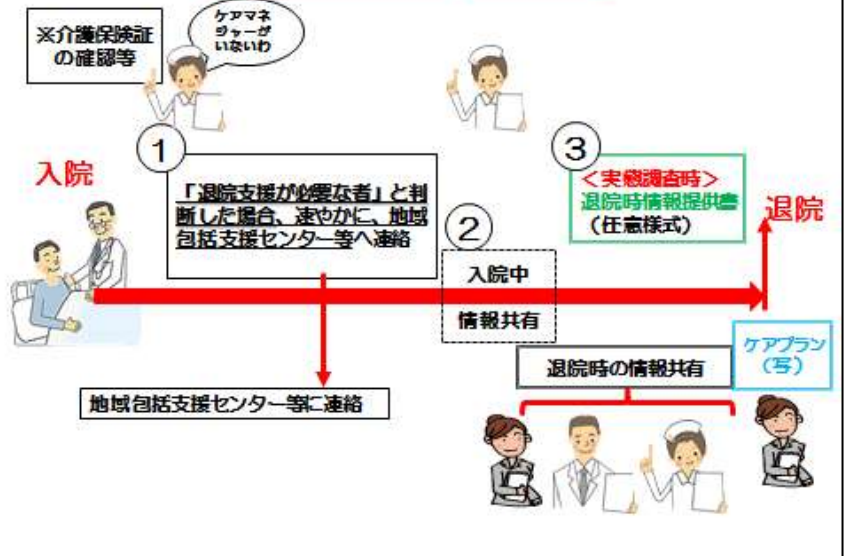 ※介護保険証
の確認等
ケアマネ
ジャーが
いないわ
①
入院
「退院支援が必要な者」と判
断した場合、速やかに、地域
包括支援センター等へ連絡
②
入院中
情報共有
③
＜実態調査時＞
退院時情報提供書
（任意様式）
退院
地域包括支援センター等に連絡
退院時の情報共有
ケアプラン
（写）